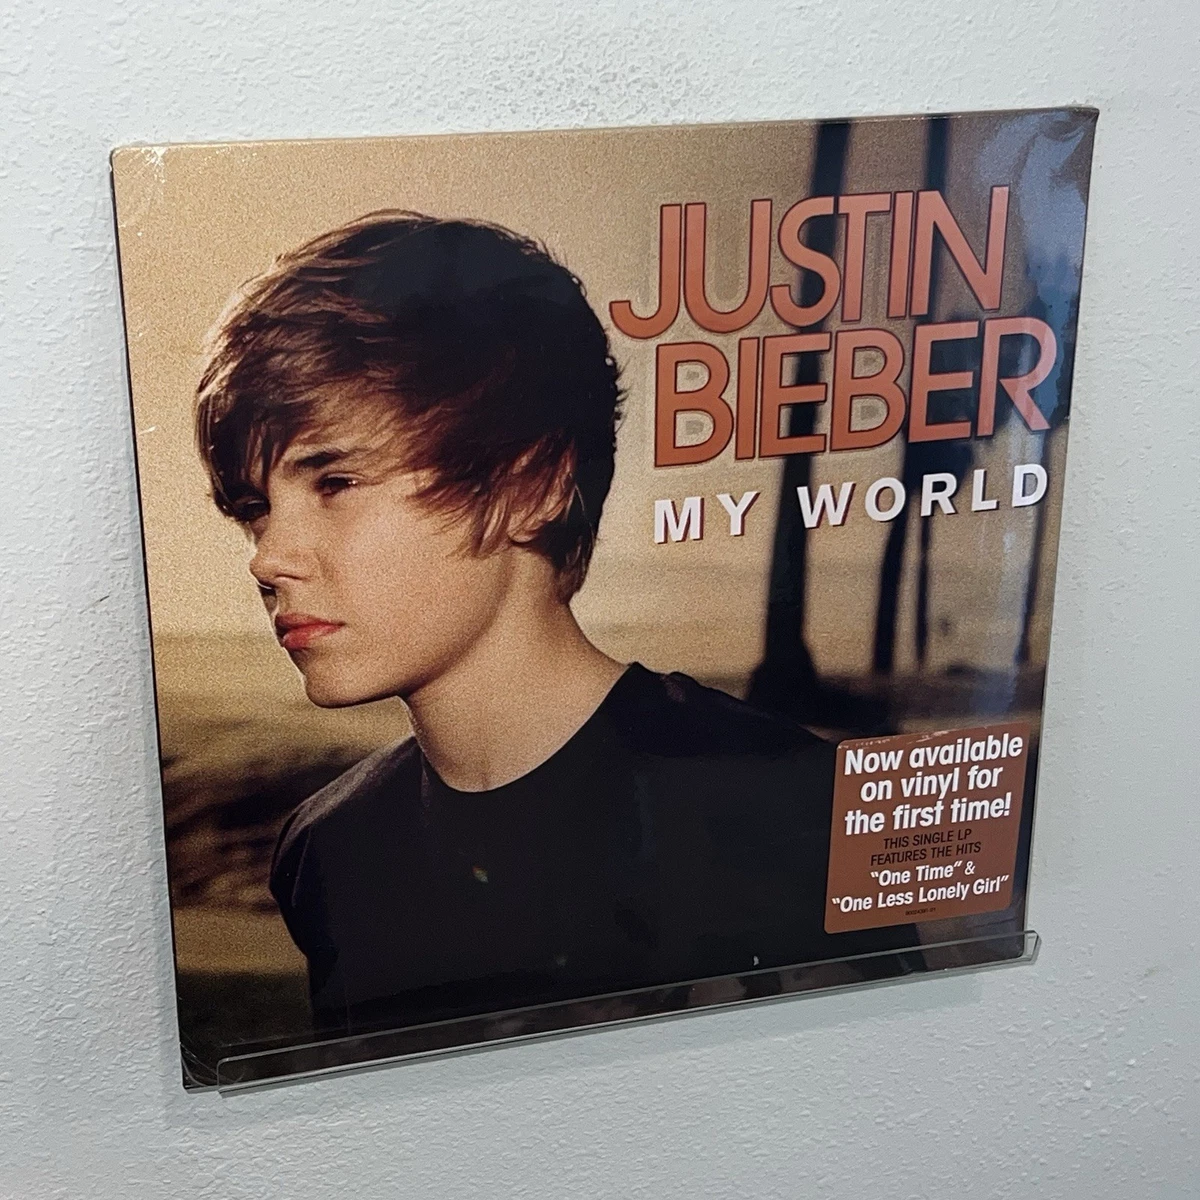 JUSTIN
BIEBER
MY WORLD
Now available
on vinyl for
the first time!
THIS SINGLE LP
FEATURES THE HITS
"One Time" &
"One Less Lonely Girl"